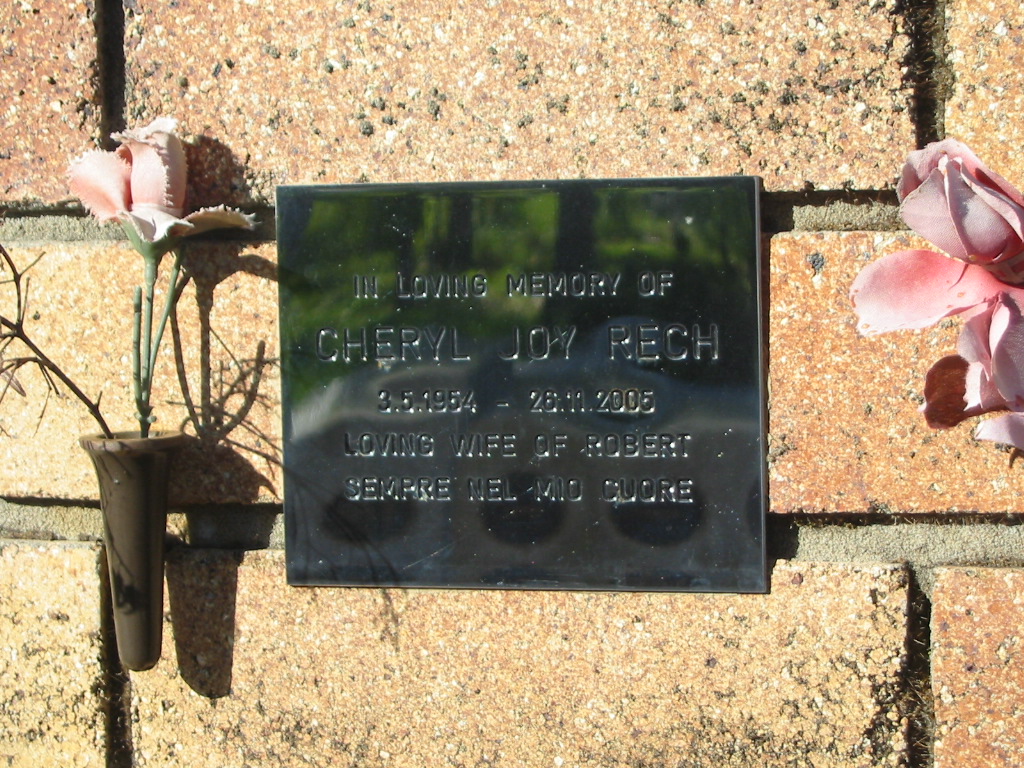 IN LOVING MEMORY OF
CHERYL JOY RECH
3.5.1954 - 26.11.2005
LOVING WIFE OF ROBERT
SEMPRE NEL MIO CUORE